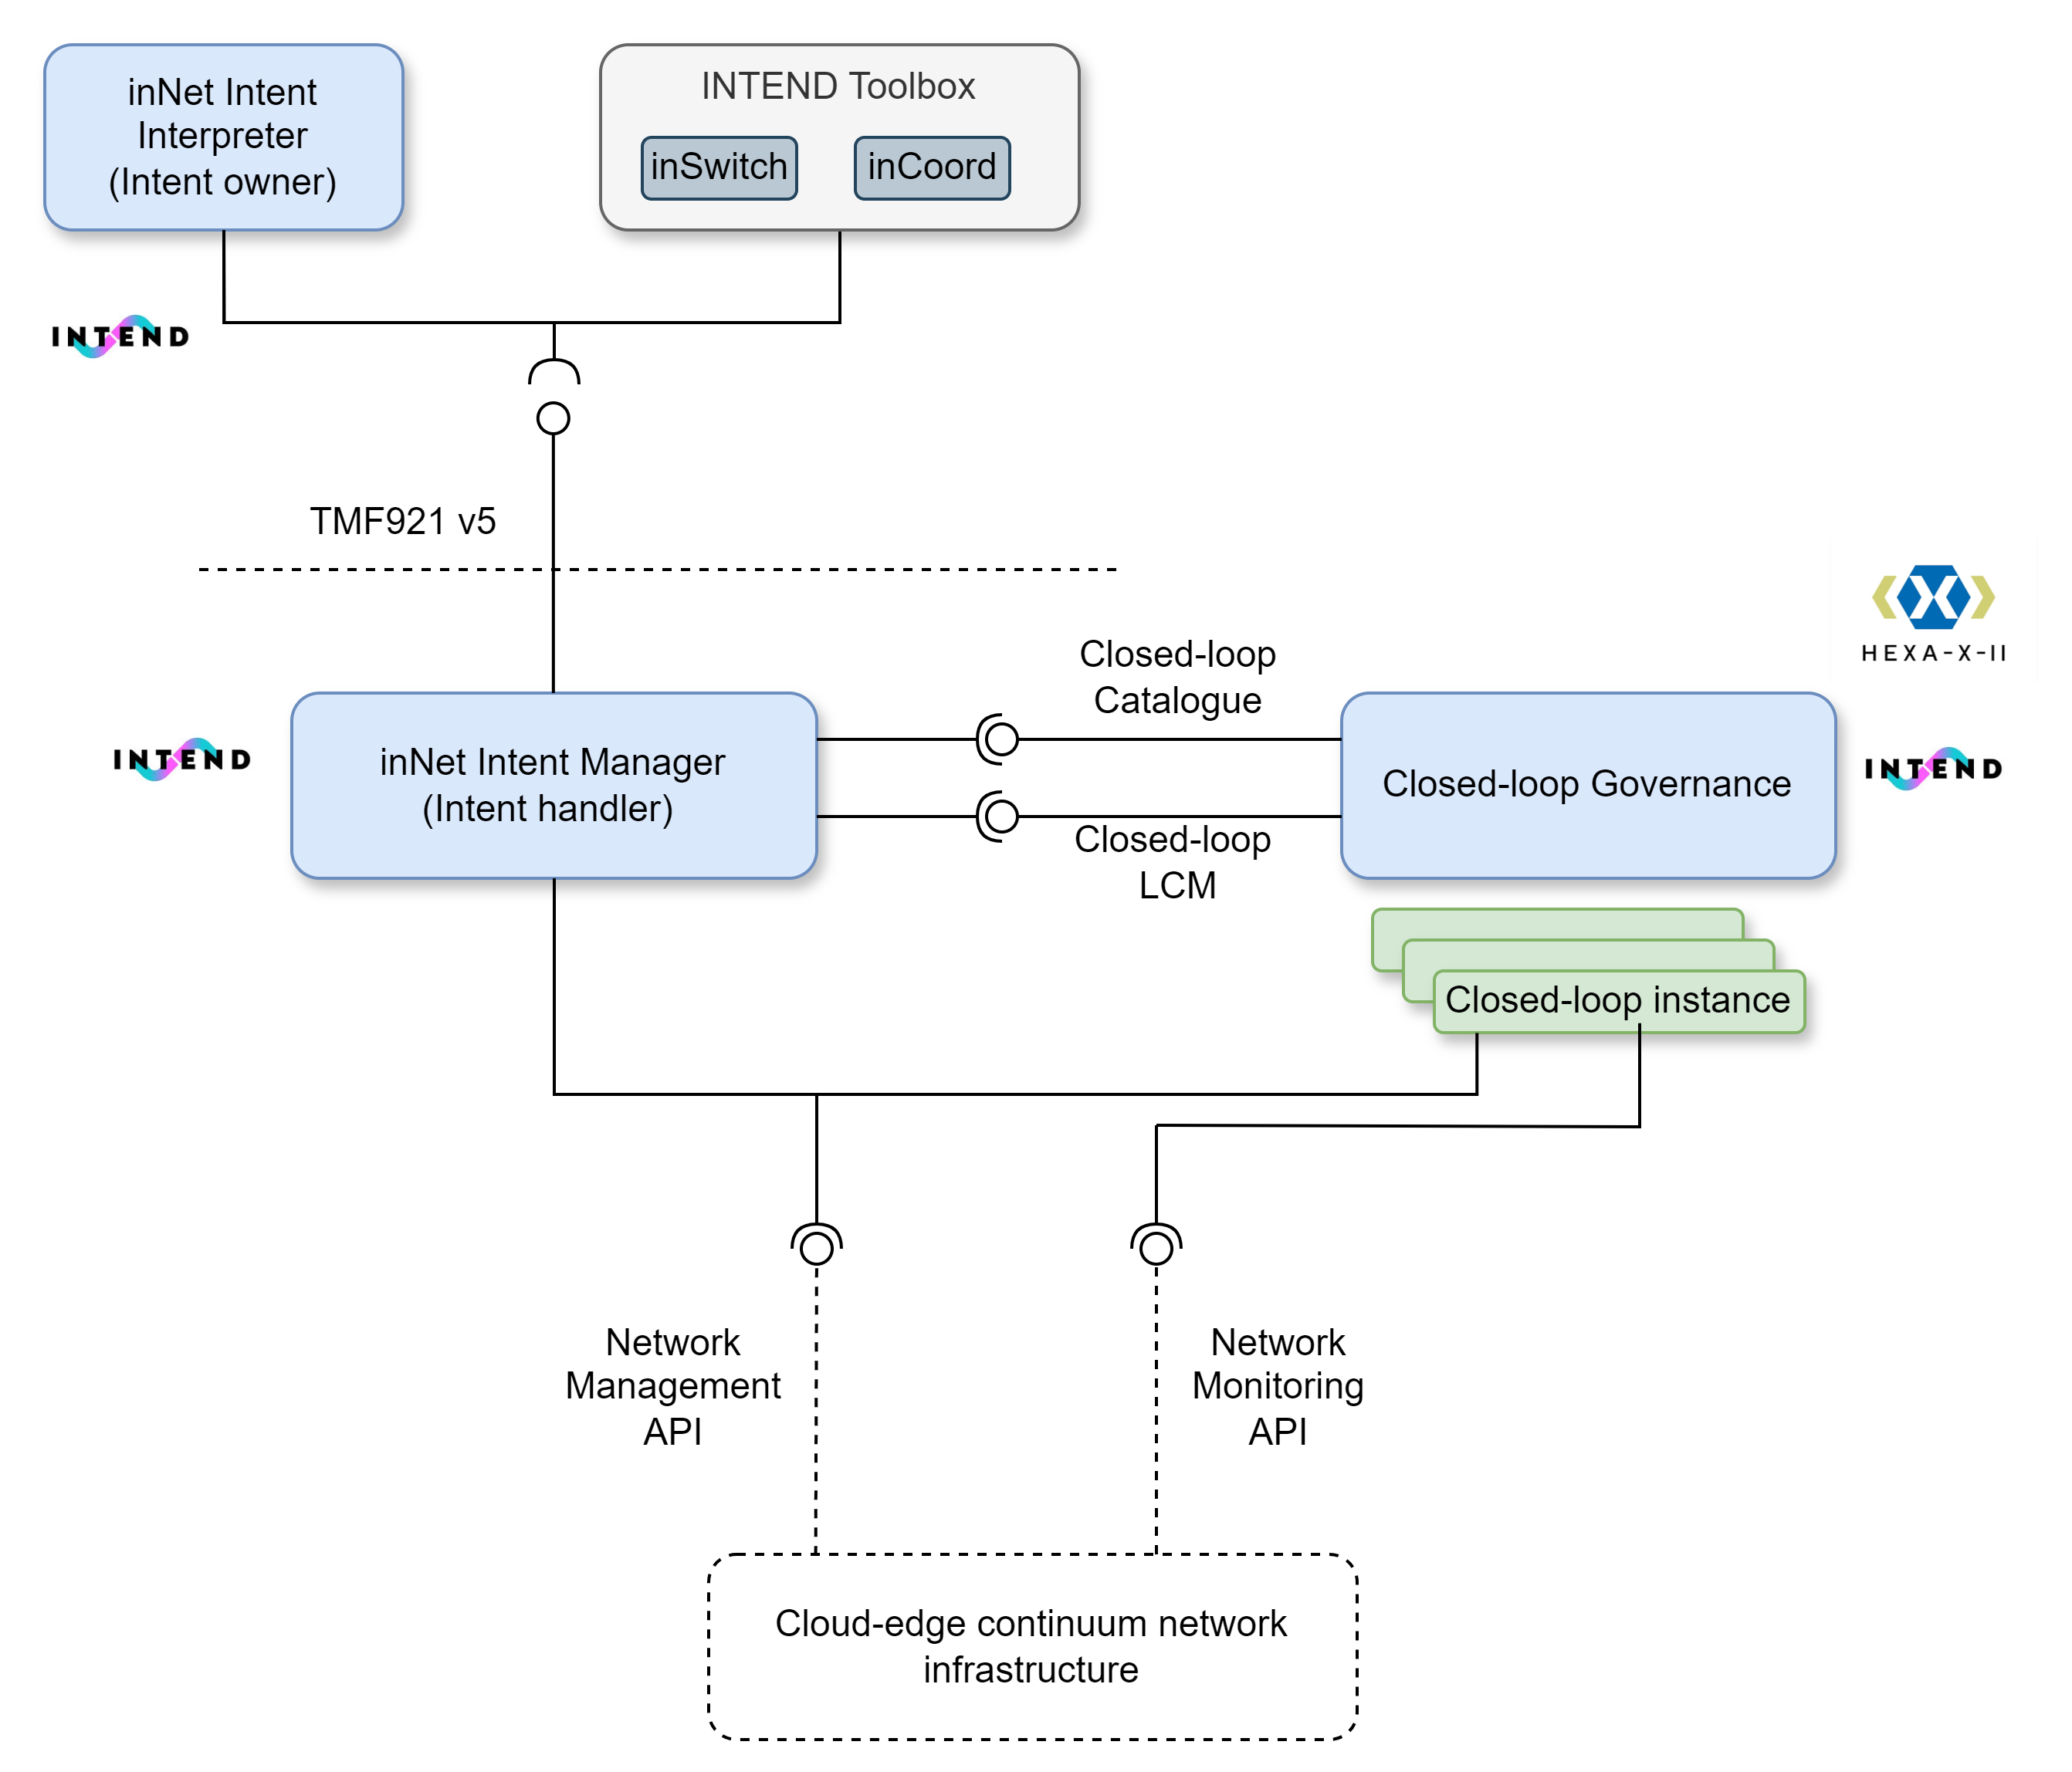 inNet Intent
Interpreter
(Intent owner)
INTEND Toolbox
inSwitch
inCoord
INTEND
TMF921 v5
HEXA-X-II
Closed-loop
Catalogue
inNet Intent Manager
(Intent handler)
INTEND
Closed-loop Governance
INTEND
Closed-loop
LCM
Closed-loop instance
Network
Management
API
Network
Monitoring
API
Cloud-edge continuum network
infrastructure